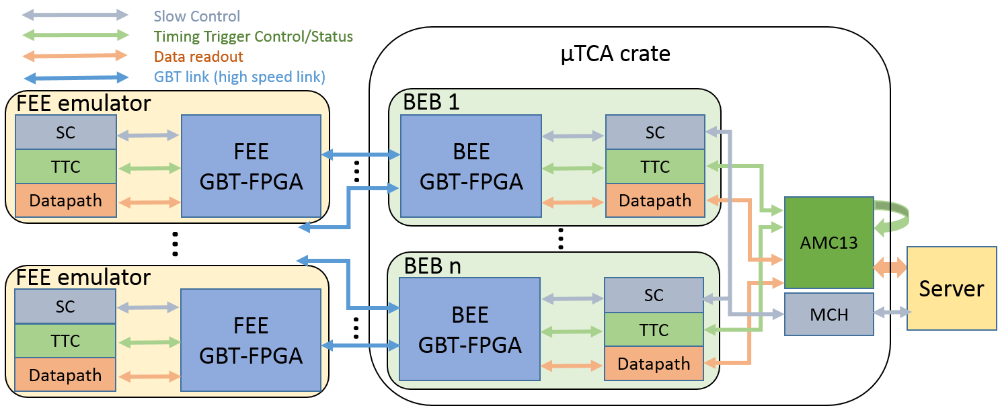 Slow Control
Timing Trigger Control/Status
Data readout
GBT link (high speed link)
µTCA crate
FEE emulator
SC
TTC
Datapath
FEE
GBT-FPGA
BEB 1
BEE
GBT-FPGA
SC
TTC
Datapath
AMC13
MCH
Server
FEE emulator
SC
TTC
Datapath
FEE
GBT-FPGA
BEB n
BEE
GBT-FPGA
SC
TTC
Datapath